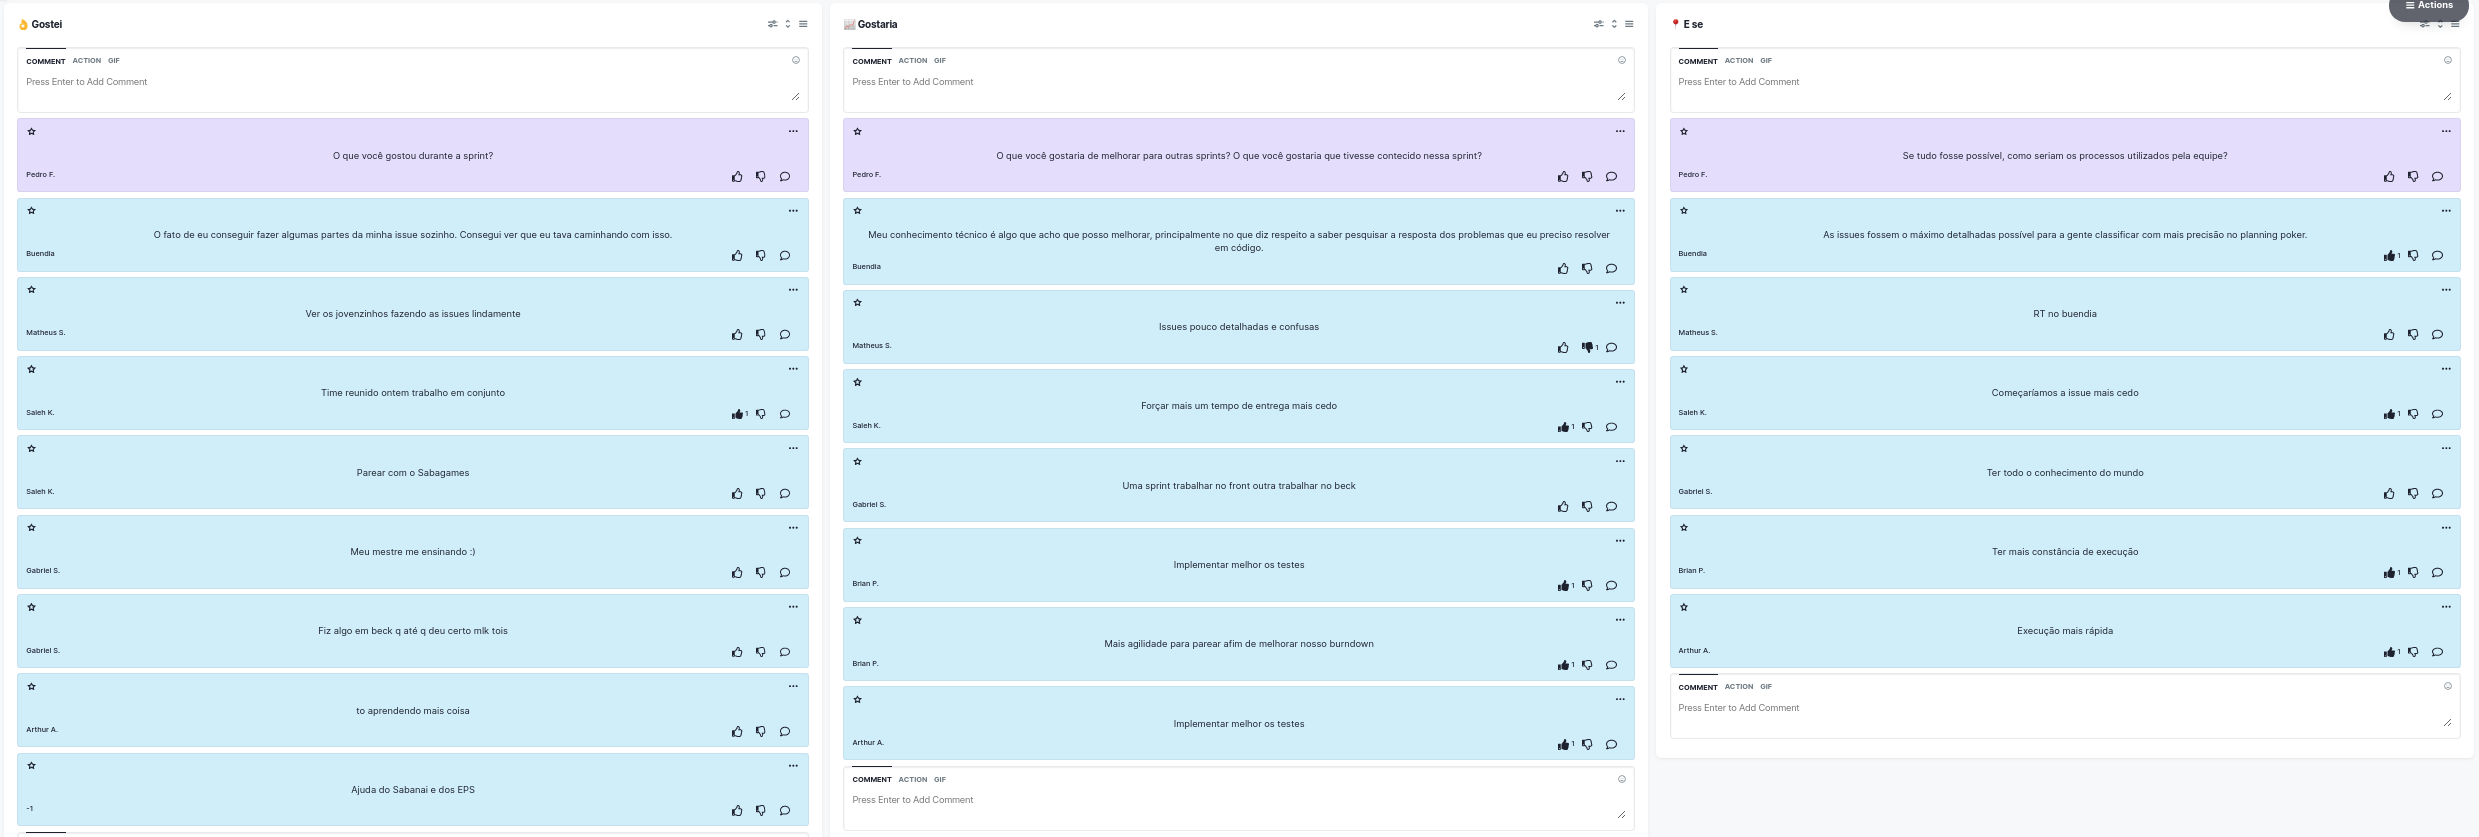 👌 Gostei
COMMENT ACTION GIF
Press Enter to Add Comment
O que você gostou durante a sprint?
Pedro F.
O fato de eu conseguir fazer algumas partes da minha issue sozinho. Consegui ver que eu tava caminhando com isso.
Buendia
Ver os jovenzinhos fazendo as issues lindamente
Matheus S.
Time reunido ontem trabalho em conjunto
Saleh K.
1
Parear com o Sabagames
Saleh K.
Meu mestre me ensinando :)
Gabriel S.
Fiz algo em beck q até q deu certo mlk tois
Gabriel S.
to aprendendo mais coisa
Arthur A.
Ajuda do Sabanai e dos EPS
-1
📈 Gostaria
COMMENT ACTION GIF
Press Enter to Add Comment
O que você gostaria de melhorar para outras sprints? O que você gostaria que tivesse contecido nessa sprint?
Pedro F.
Meu conhecimento técnico é algo que acho que posso melhorar, principalmente no que diz respeito a saber pesquisar a resposta dos problemas que eu preciso resolver
em código.
Buendia
Issues pouco detalhadas e confusas
Matheus S.
1
Forçar mais um tempo de entrega mais cedo
Saleh K.
1
Uma sprint trabalhar no front outra trabalhar no beck
Gabriel S.
Implementar melhor os testes
Brian P.
1
Mais agilidade para parear afim de melhorar nosso burndown
Brian P.
1
Implementar melhor os testes
Arthur A.
1
COMMENT ACTION GIF
Press Enter to Add Comment
📍 E se
Actions
COMMENT ACTION GIF
Press Enter to Add Comment
Se tudo fosse possível, como seriam os processos utilizados pela equipe?
Pedro F.
As issues fossem o máximo detalhadas possível para a gente classificar com mais precisão no planning poker.
Buendia
1
RT no buendia
Matheus S.
Começaríamos a issue mais cedo
Saleh K.
1
Ter todo o conhecimento do mundo
Gabriel S.
Ter mais constância de execução
Brian P.
1
Execução mais rápida
Arthur A.
1
COMMENT ACTION GIF
Press Enter to Add Comment